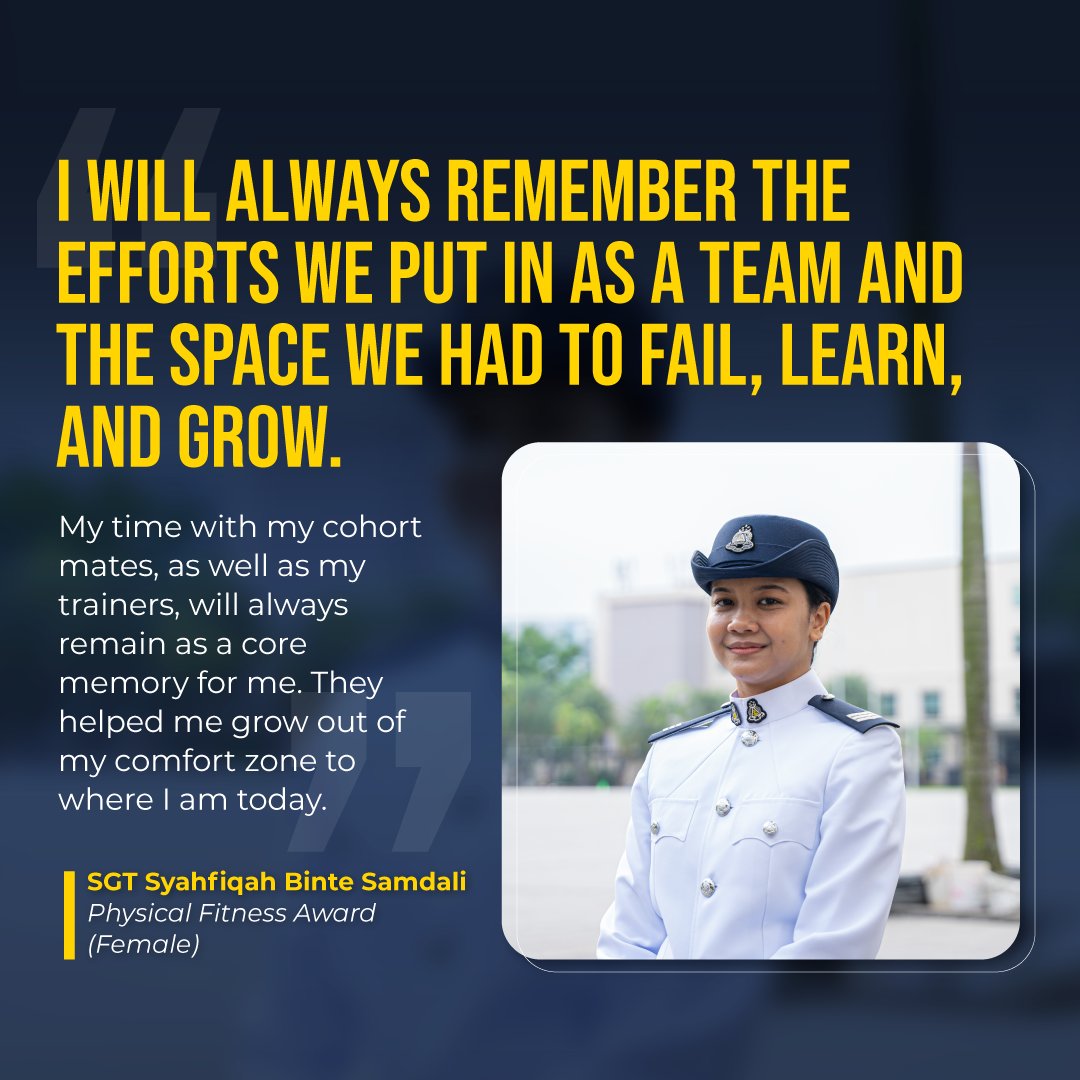 I WILL ALWAYS REMEMBER THE
EFFORTS WE PUT IN AS A TEAM AND
THE SPACE WE HAD TO FAIL, LEARN,
AND GROW.
My time with my cohort
mates, as well as my
trainers, will always
remain as a core
memory for me. They
helped me grow out of
my comfort zone to
where I am today.
SGT Syahfiqah Binte Samdali
Physical Fitness Award
(Female)